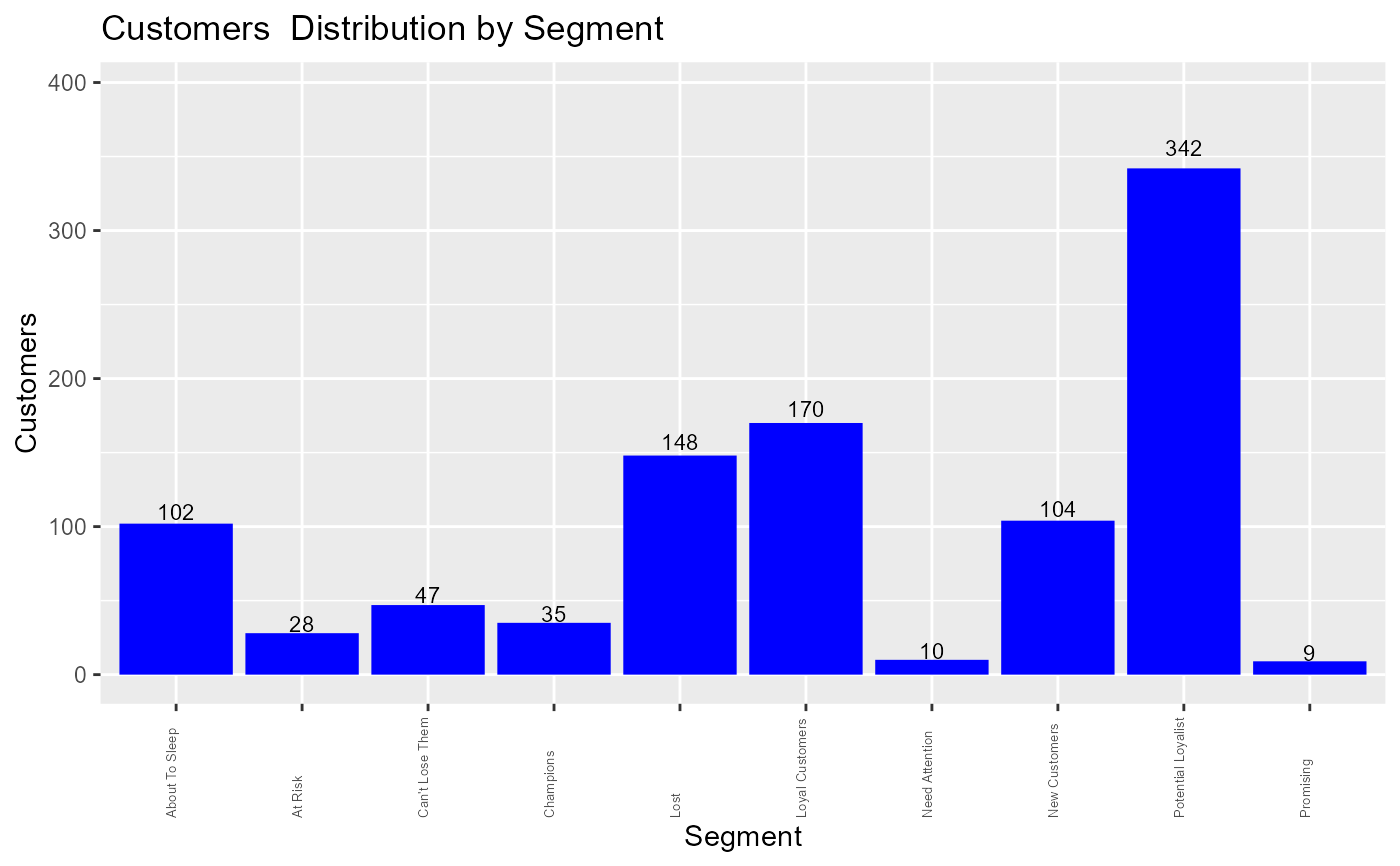 Customers  Distribution by Segment
400
342
300
Customers
200
170
148
102
104
100
47
35
28
10
9
0
About To Sleep
At Risk
Can't Lose Them
Champions
Lost
Loyal Customers
Need Attention
New Customers
Potential Loyalist
Promising
Segment